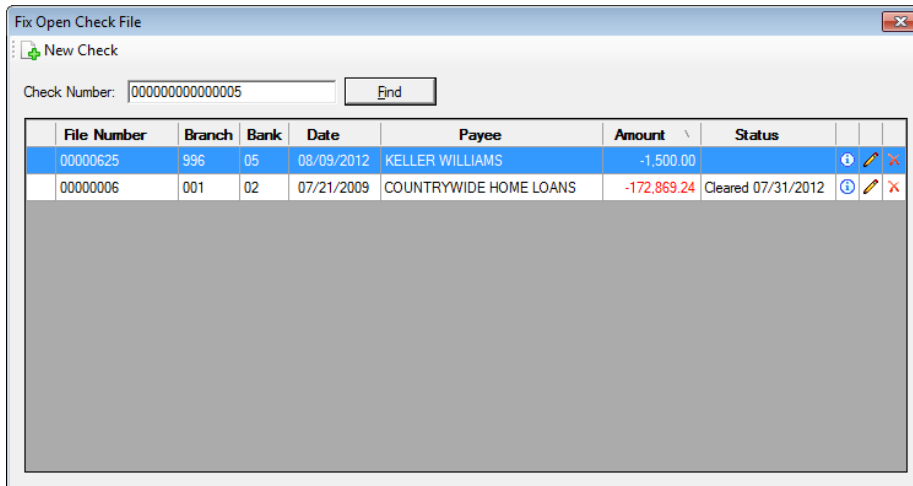 Fix Open Check File
New Check
Check Number: 000000000000005 Find
File Number Branch Bank Date Payee Amount Status
00000625 996 05 08/09/2012 KELLER WILLIAMS -1,500.00
00000006 001 02 07/21/2009 COUNTRYWIDE HOME LOANS -172,869.24 Cleared 07/31/2012